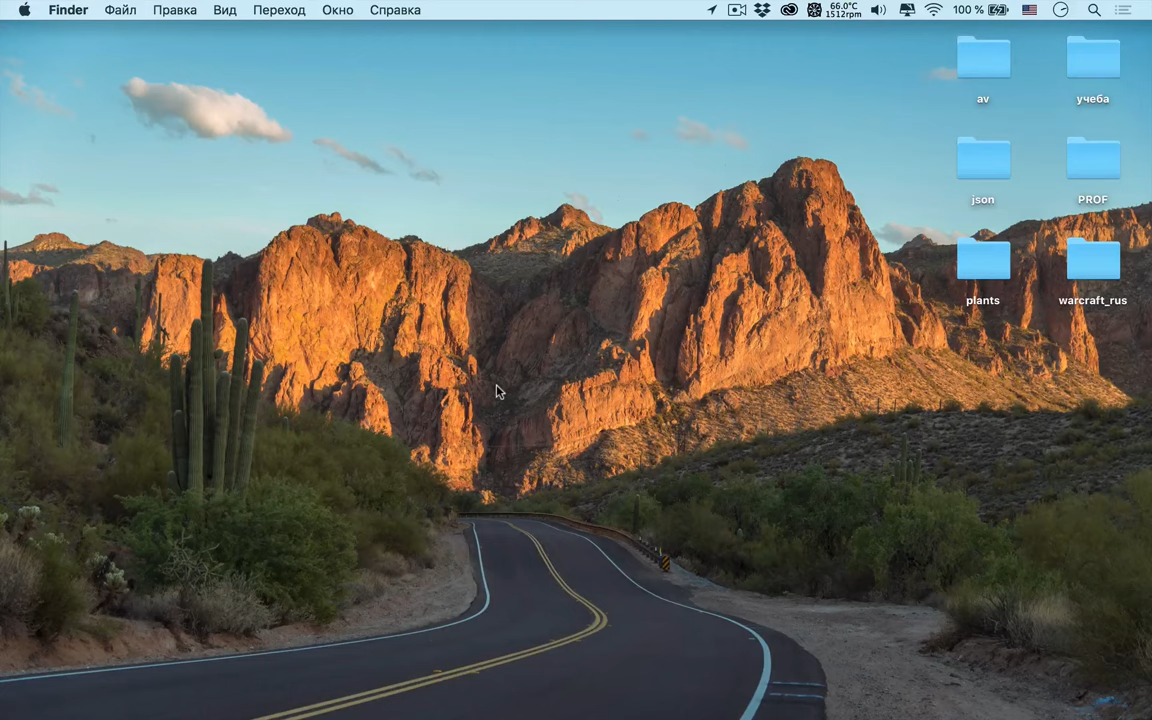 Finder Файл Правка Вид Переход Окно Справка 66.0°C 1512rpm 100 %
av учеба
json PROF
plants warcraft_rus